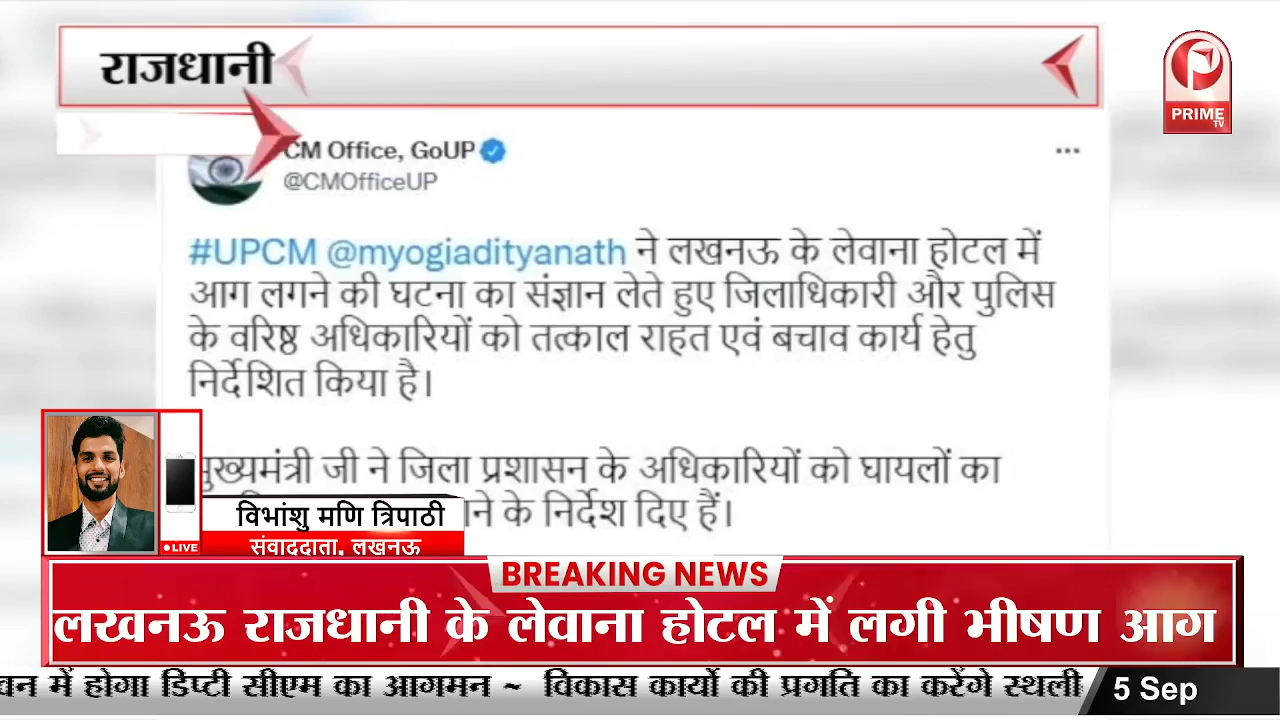 राजधानी
PRIME
TV
CM Office, GoUP
@CMOfficeUP
#UPCM @myogiadityanath ने लखनऊ के लेवाना होटल में
आग लगने की घटना का संज्ञान लेते हुए जिलाधिकारी और पुलिस
के वरिष्ठ अधिकारियों को तत्काल राहत एवं बचाव कार्य हेतु
निर्देशित किया है।
मुख्यमंत्री जी ने जिला प्रशासन के अधिकारियों को घायलों का
के निर्देश दिए हैं।
LIVE
विभांशु मणि त्रिपाठी
संवाददाता, लखनऊ
BREAKING NEWS
लखनऊ राजधानी के लेवाना होटल में लगी भीषण आग
में होगा डिप्टी सीएम का आगमन ~ विकास कार्यो की प्रगति का करेंगे स्थली
5 Sep